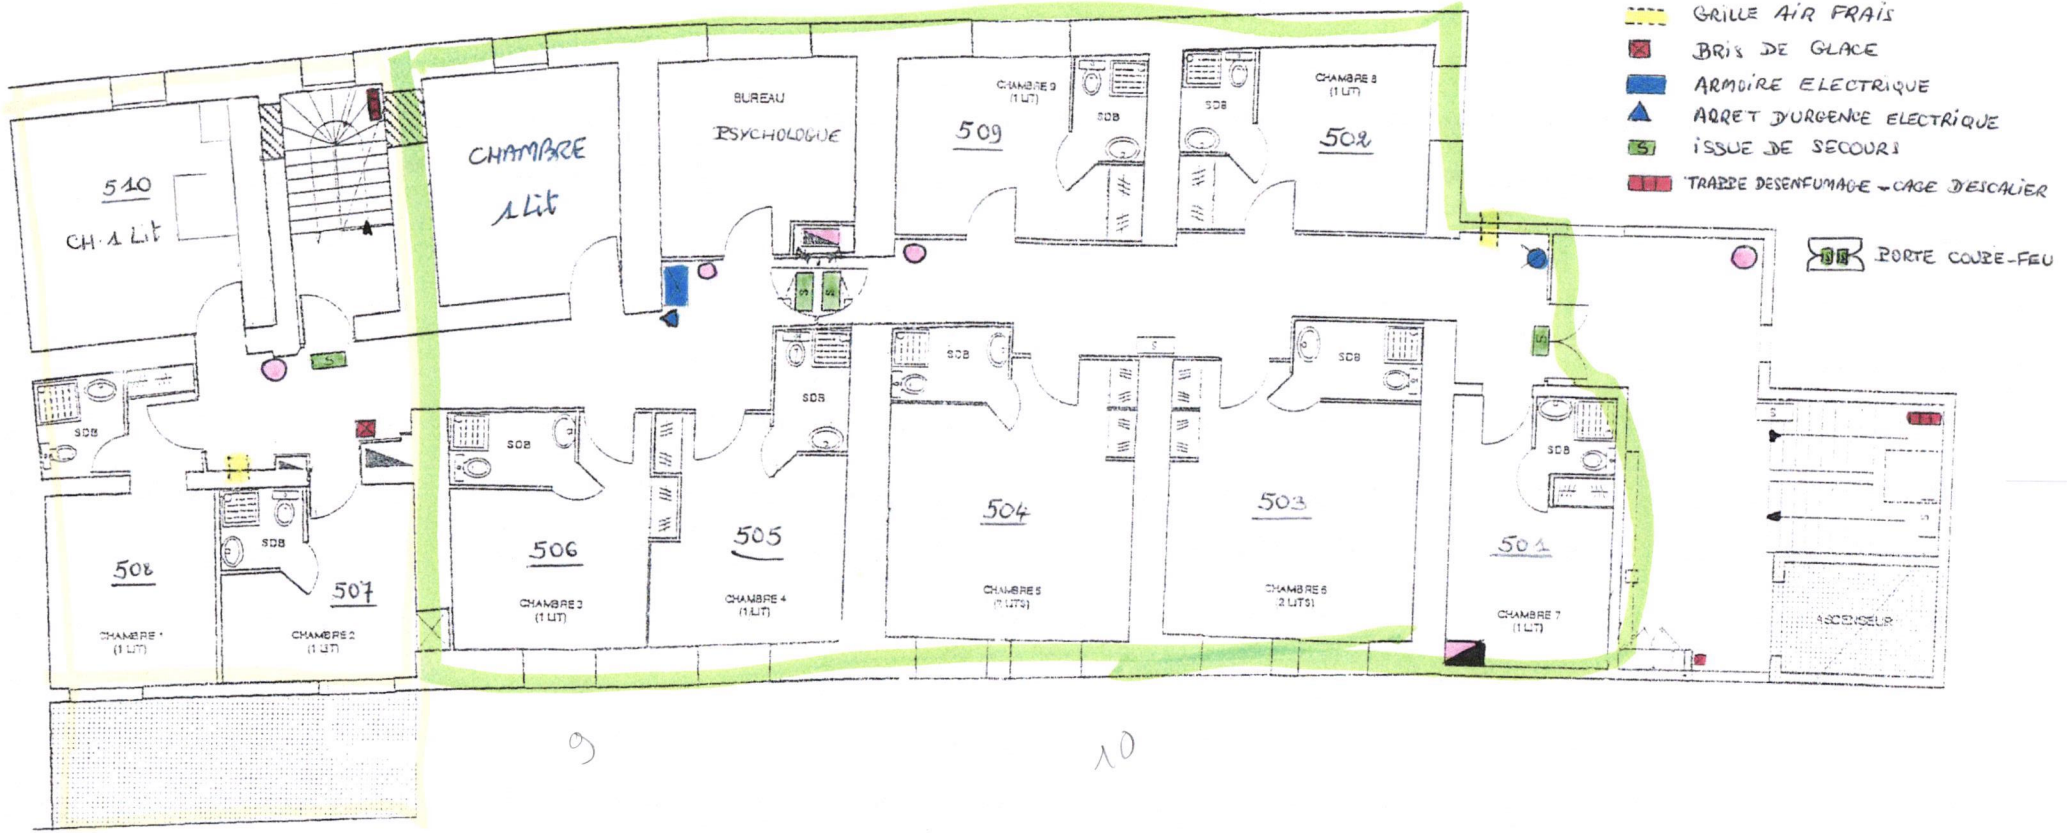 GRILLE AIR FRAIS
BRIS DE GLACE
ARMOIRE ELECTRIQUE
ARRET D'URGENCE ELECTRIQUE
S ISSUE DE SECOURS
TRAPPE DESENFUMAGE - CAGE D'ESCALIER
S S PORTE COUPE-FEU
510
CH. 1 Lit
CHAMBRE
1 Lit
BUREAU
PSYCHOLOGUE
CHAMBRE 9
(1 LIT)
509
SDB
SDB
CHAMBRE 8
(1 LIT)
502
S
S
S
S
S
SDB
SDB
SDB
SDB
SDB
SDB
SDB
508
CHAMBRE 1
(1 LIT)
507
CHAMBRE 2
(1 LIT)
506
CHAMBRE 3
(1 LIT)
505
CHAMBRE 4
(1 LIT)
504
CHAMBRE 5
(2 LITS)
503
CHAMBRE 6
(2 LITS)
501
CHAMBRE 7
(1 LIT)
S
S
ASCENSEUR
9
10